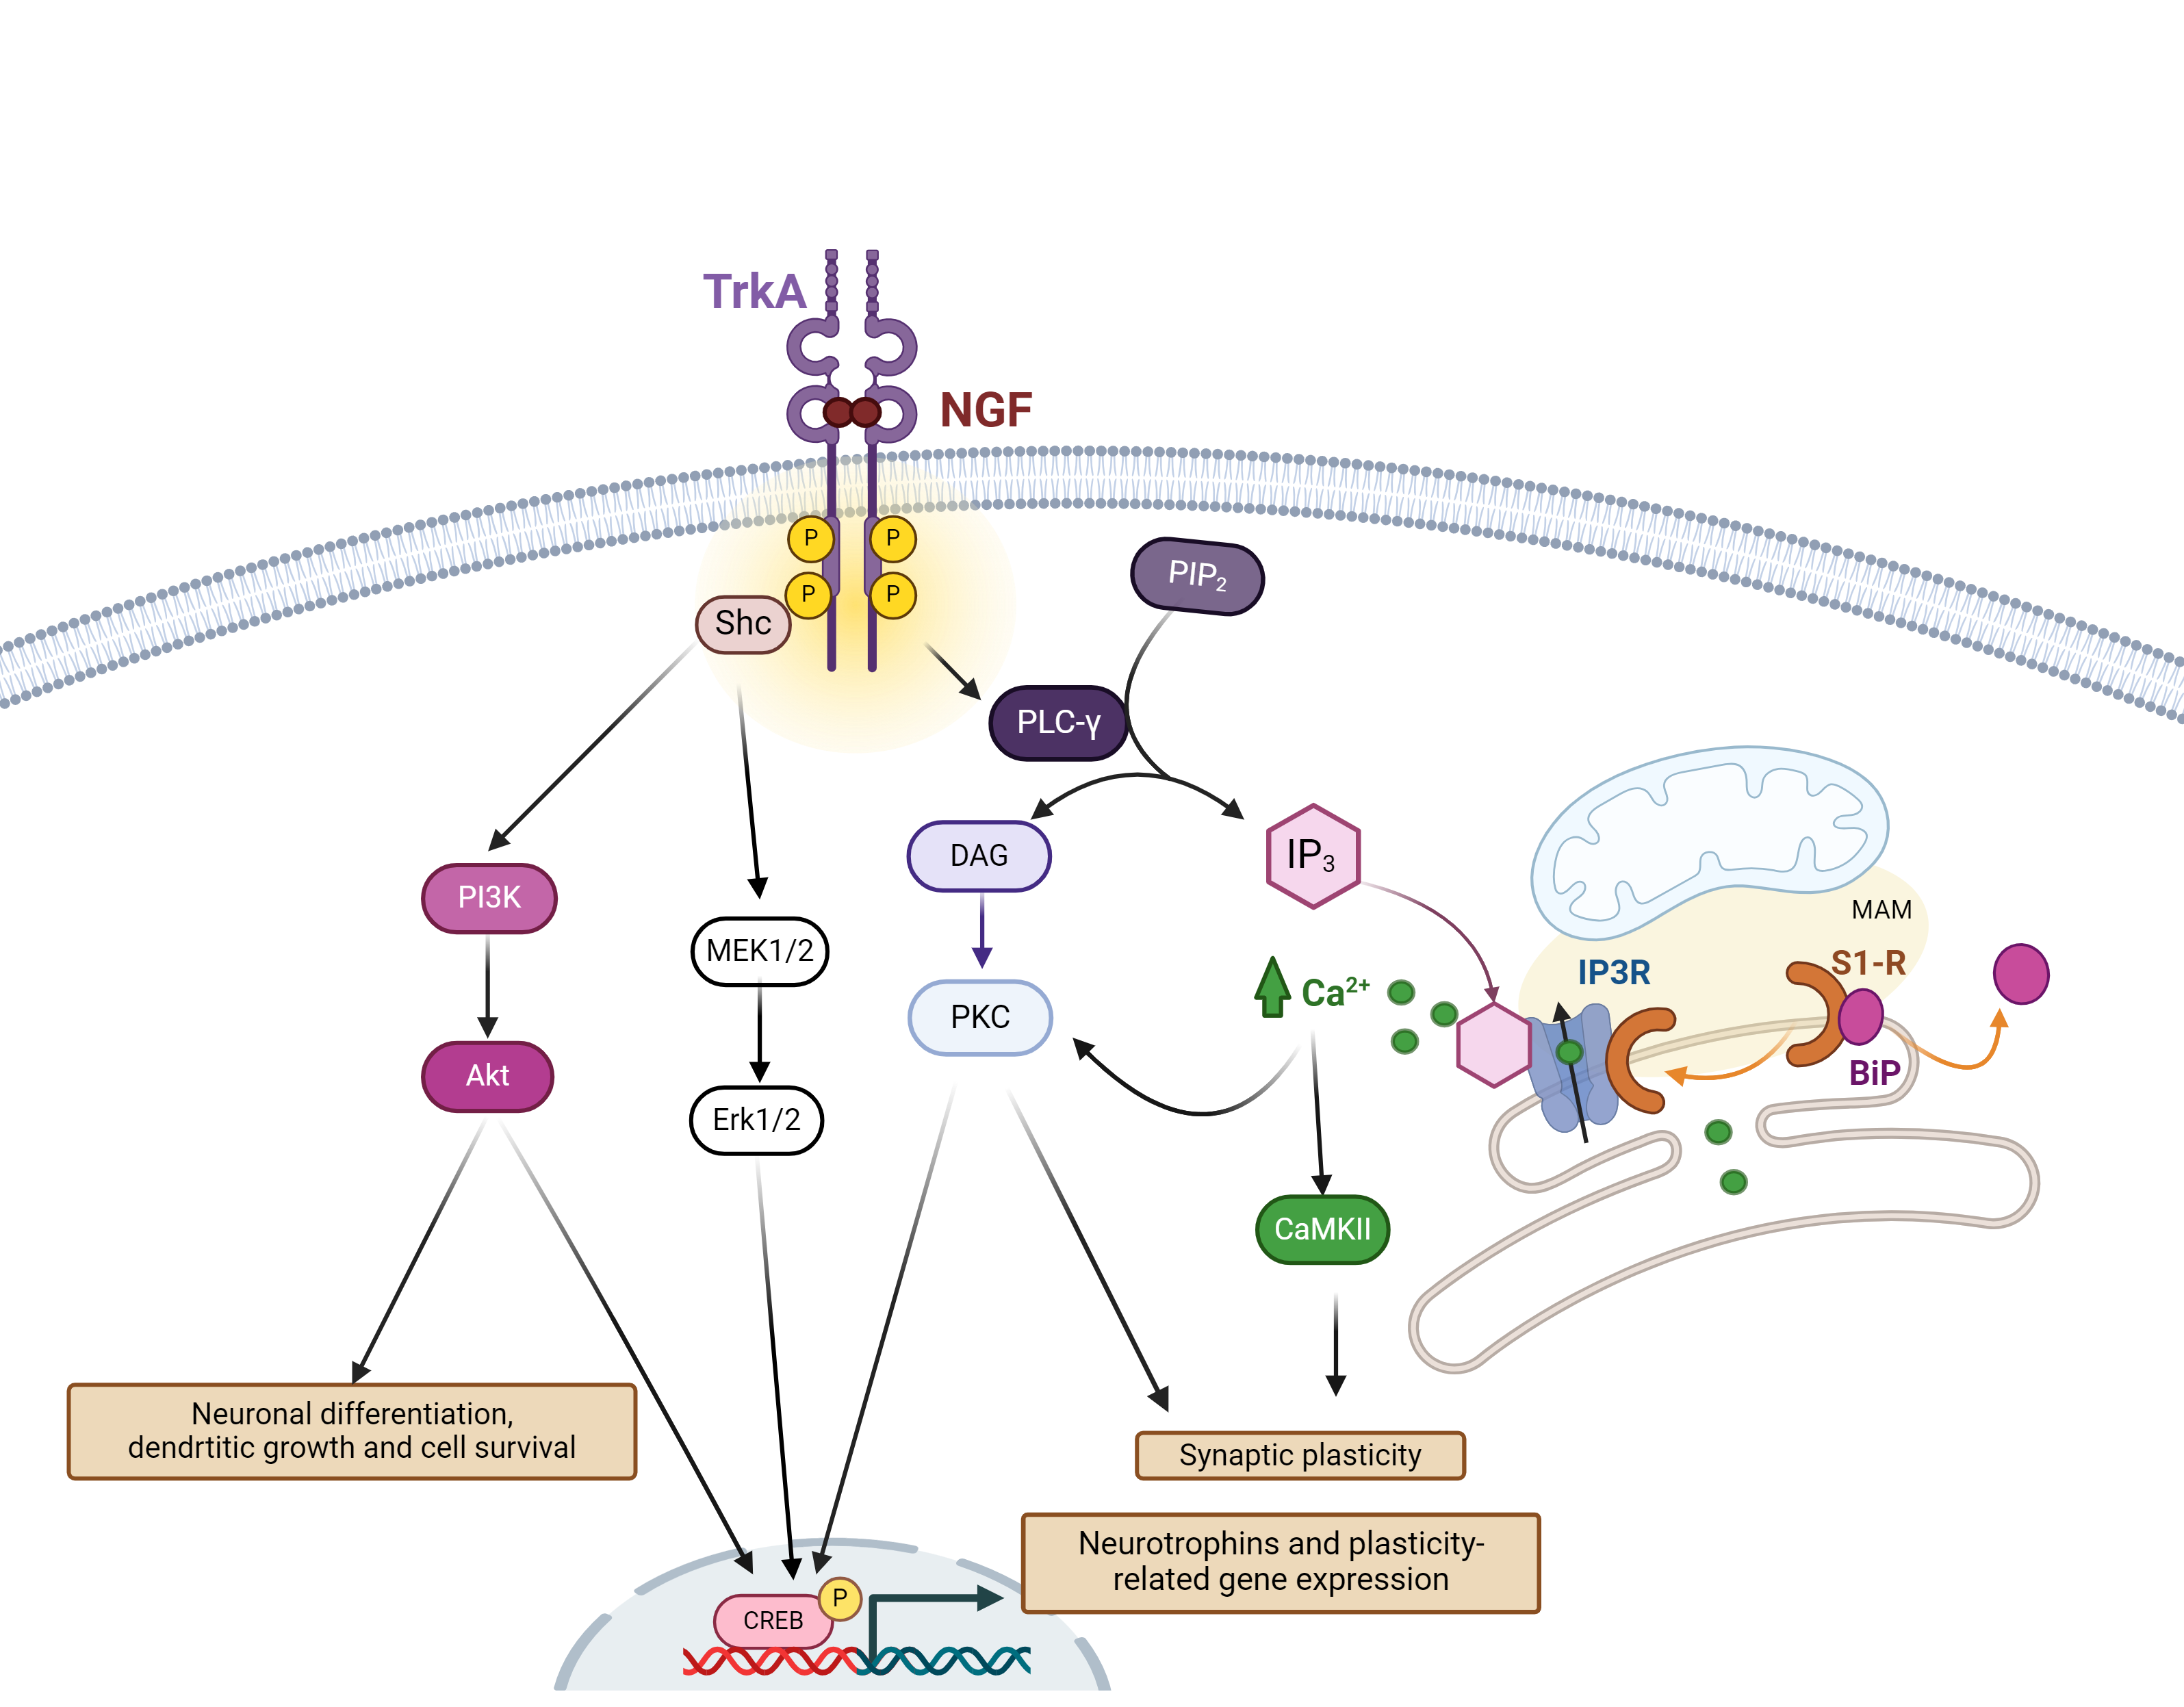 TrkA
NGF
P
P
P
P
Shc
PIP2
PLC-γ
DAG
IP3
PI3K
MEK1/2
MAM
IP3R
S1-R
Ca2+
PKC
BiP
Akt
Erk1/2
CaMKII
Neuronal differentiation,
dendrtitic growth and cell survival
Synaptic plasticity
Neurotrophins and plasticity-
related gene expression
P
CREB